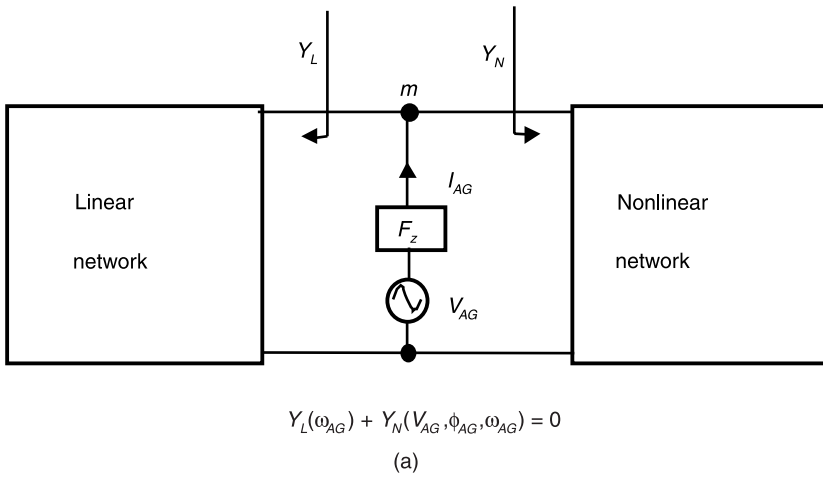 Y_L
Y_N
m
Linear
network
I_AG
F_z
V_AG
Nonlinear
network
Y_L(ω_AG) + Y_N(V_AG,ϕ_AG,ω_AG) = 0
(a)